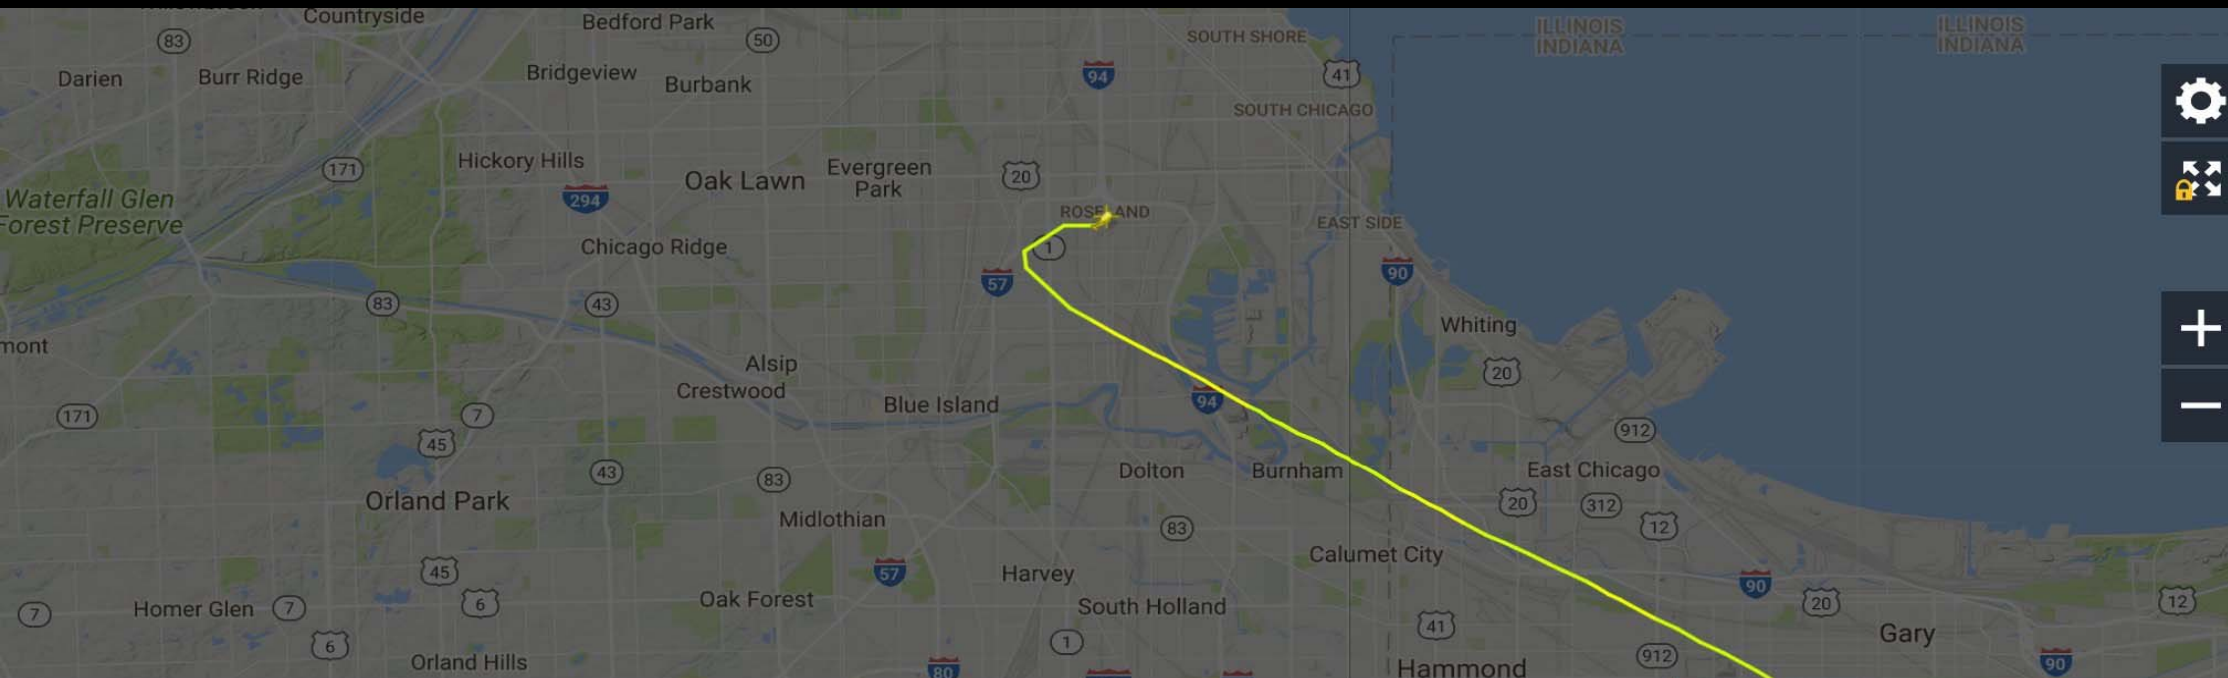 Countryside
Bedford Park
83
50
SOUTH SHORE
ILLINOIS
INDIANA
ILLINOIS
INDIANA
Darien
Burr Ridge
Bridgeview
Burbank
94
41
SOUTH CHICAGO
171
Hickory Hills
294
Oak Lawn
Evergreen
Park
20
Waterfall Glen
Forest Preserve
ROSELAND
EAST SIDE
Chicago Ridge
1
57
90
83
43
Whiting
mont
Alsip
Crestwood
20
171
7
Blue Island
94
45
912
43
83
Dolton
Burnham
East Chicago
Orland Park
20
312
12
Midlothian
83
Calumet City
45
57
Harvey
90
7
Homer Glen
7
6
Oak Forest
South Holland
20
12
6
1
41
Gary
Orland Hills
80
Hammond
912
90